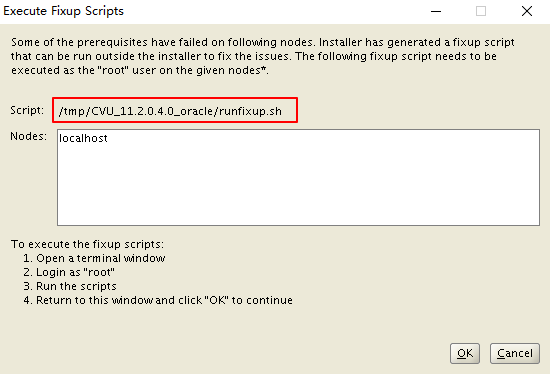 Execute Fixup Scripts
Some of the prerequisites have failed on following nodes. Installer has generated a fixup script
that can be run outside the installer to fix the issues. The following fixup script needs to be
executed as the "root" user on the given nodes*.
Script: /tmp/CVU_11.2.0.4.0_oracle/runfixup.sh
Nodes: localhost
To execute the fixup scripts:
1. Open a terminal window
2. Login as "root"
3. Run the scripts
4. Return to this window and click "OK" to continue
OK Cancel